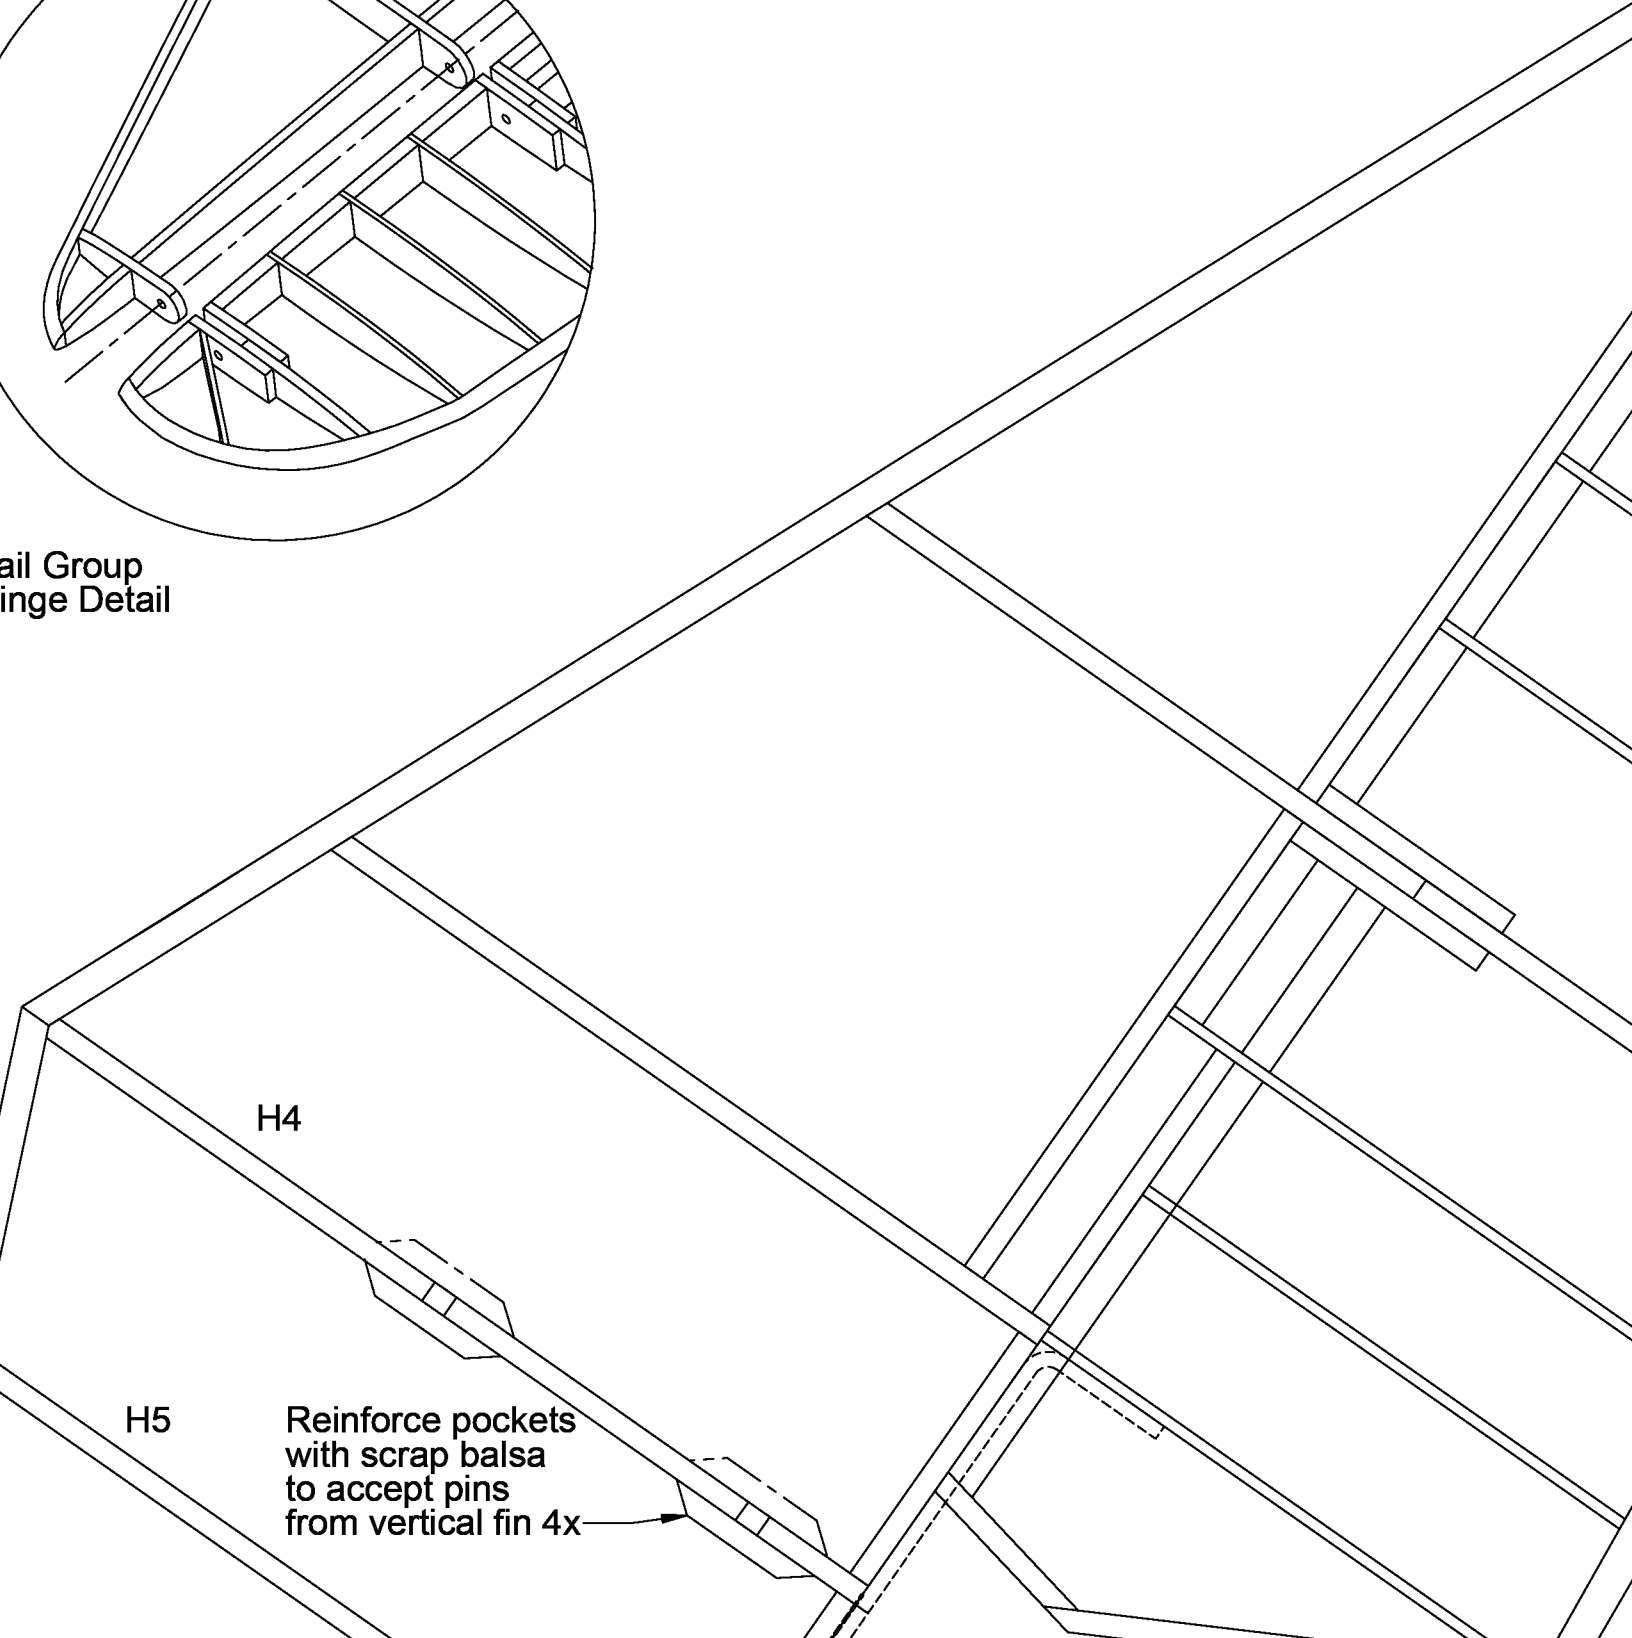 ail Group
inge Detail
H4
H5
Reinforce pockets
with scrap balsa
to accept pins
from vertical fin 4x